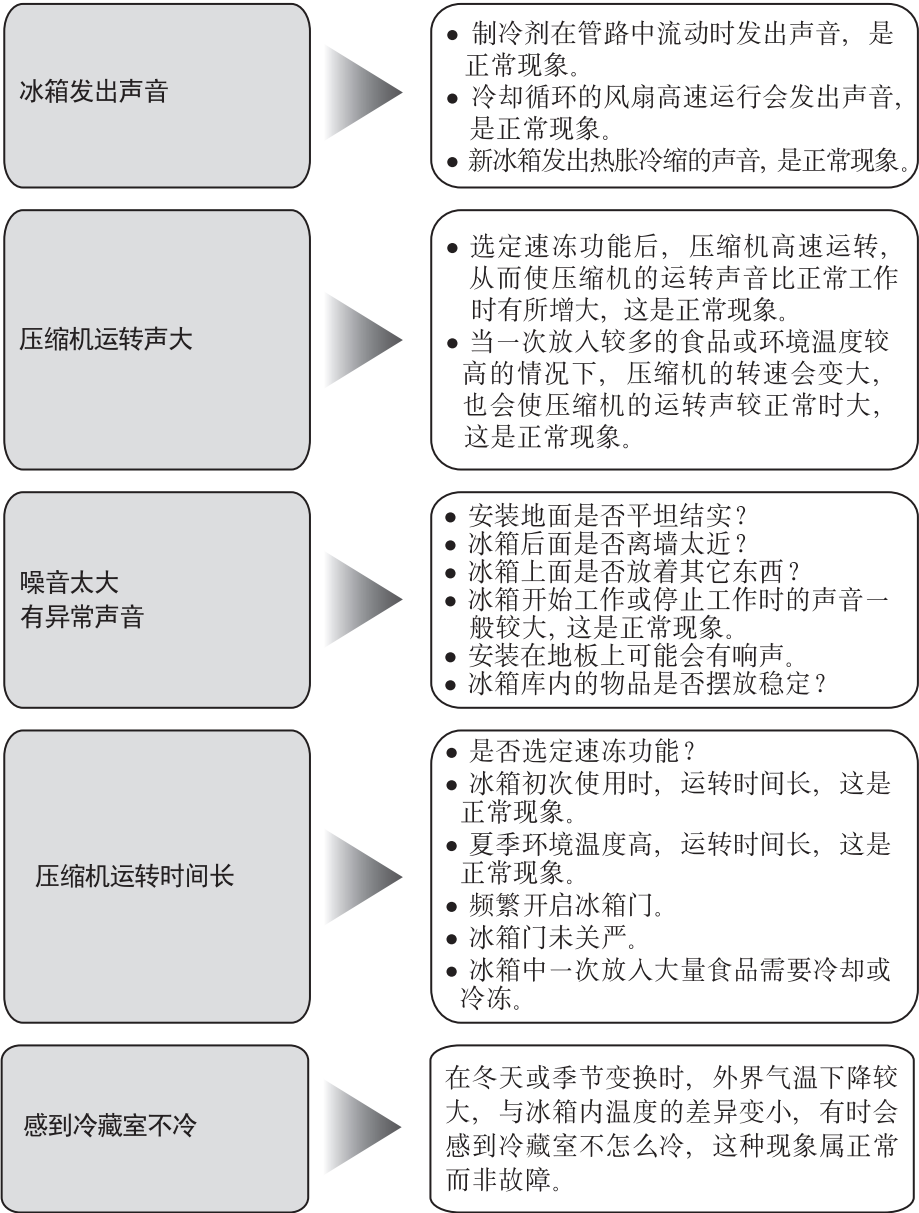 冰箱发出声音
● 制冷剂在管路中流动时发出声音，是
正常现象。
● 冷却循环的风扇高速运行会发出声音，
是正常现象。
● 新冰箱发出热胀冷缩的声音，是正常现象。
压缩机运转声大
● 选定速冻功能后，压缩机高速运转，
从而使压缩机的运转声音比正常工作
时有所增大，这是正常现象。
● 当一次放入较多的食品或环境温度较
高的情况下，压缩机的转速会变大，
也会使压缩机的运转声较正常时大，
这是正常现象。
噪音太大
有异常声音
● 安装地面是否平坦结实？
● 冰箱后面是否离墙太近？
● 冰箱上面是否放着其它东西？
● 冰箱开始工作或停止工作时的声音一
般较大，这是正常现象。
● 安装在地板上可能会有响声。
● 冰箱库内的物品是否摆放稳定？
压缩机运转时间长
● 是否选定速冻功能？
● 冰箱初次使用时，运转时间长，这是
正常现象。
● 夏季环境温度高，运转时间长，这是
正常现象。
● 频繁开启冰箱门。
● 冰箱门未关严。
● 冰箱中一次放入大量食品需要冷却或
冷冻。
感到冷藏室不冷
在冬天或季节变换时，外界气温下降较
大，与冰箱内温度的差异变小，有时会
感到冷藏室不怎么冷，这种现象属正常
而非故障。